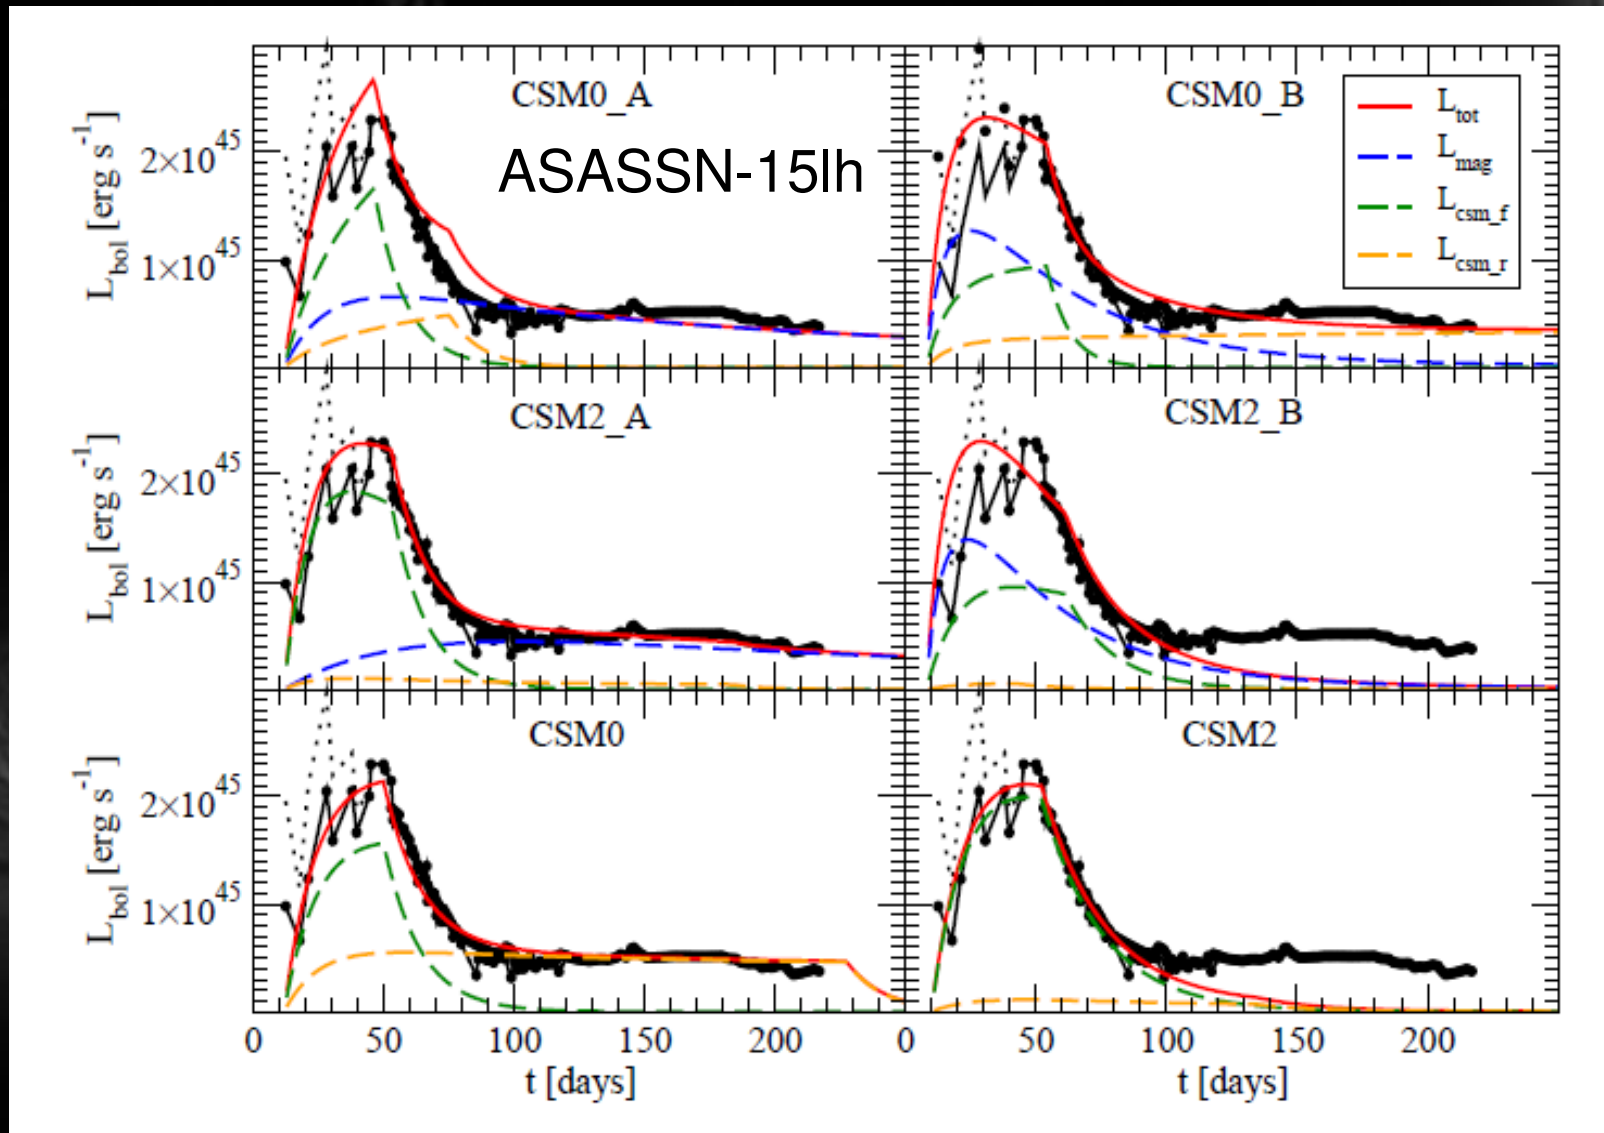 CSM0_A
CSM0_B
ASASSN-15lh
L_tot
L_mag
L_csm_f
L_csm_r
L_bol [erg s^-1]
2×10^45
1×10^45
CSM2_A
CSM2_B
L_bol [erg s^-1]
2×10^45
1×10^45
CSM0
CSM2
L_bol [erg s^-1]
2×10^45
1×10^45
0 50 100 150 200 0 50 100 150 200
t [days] t [days]